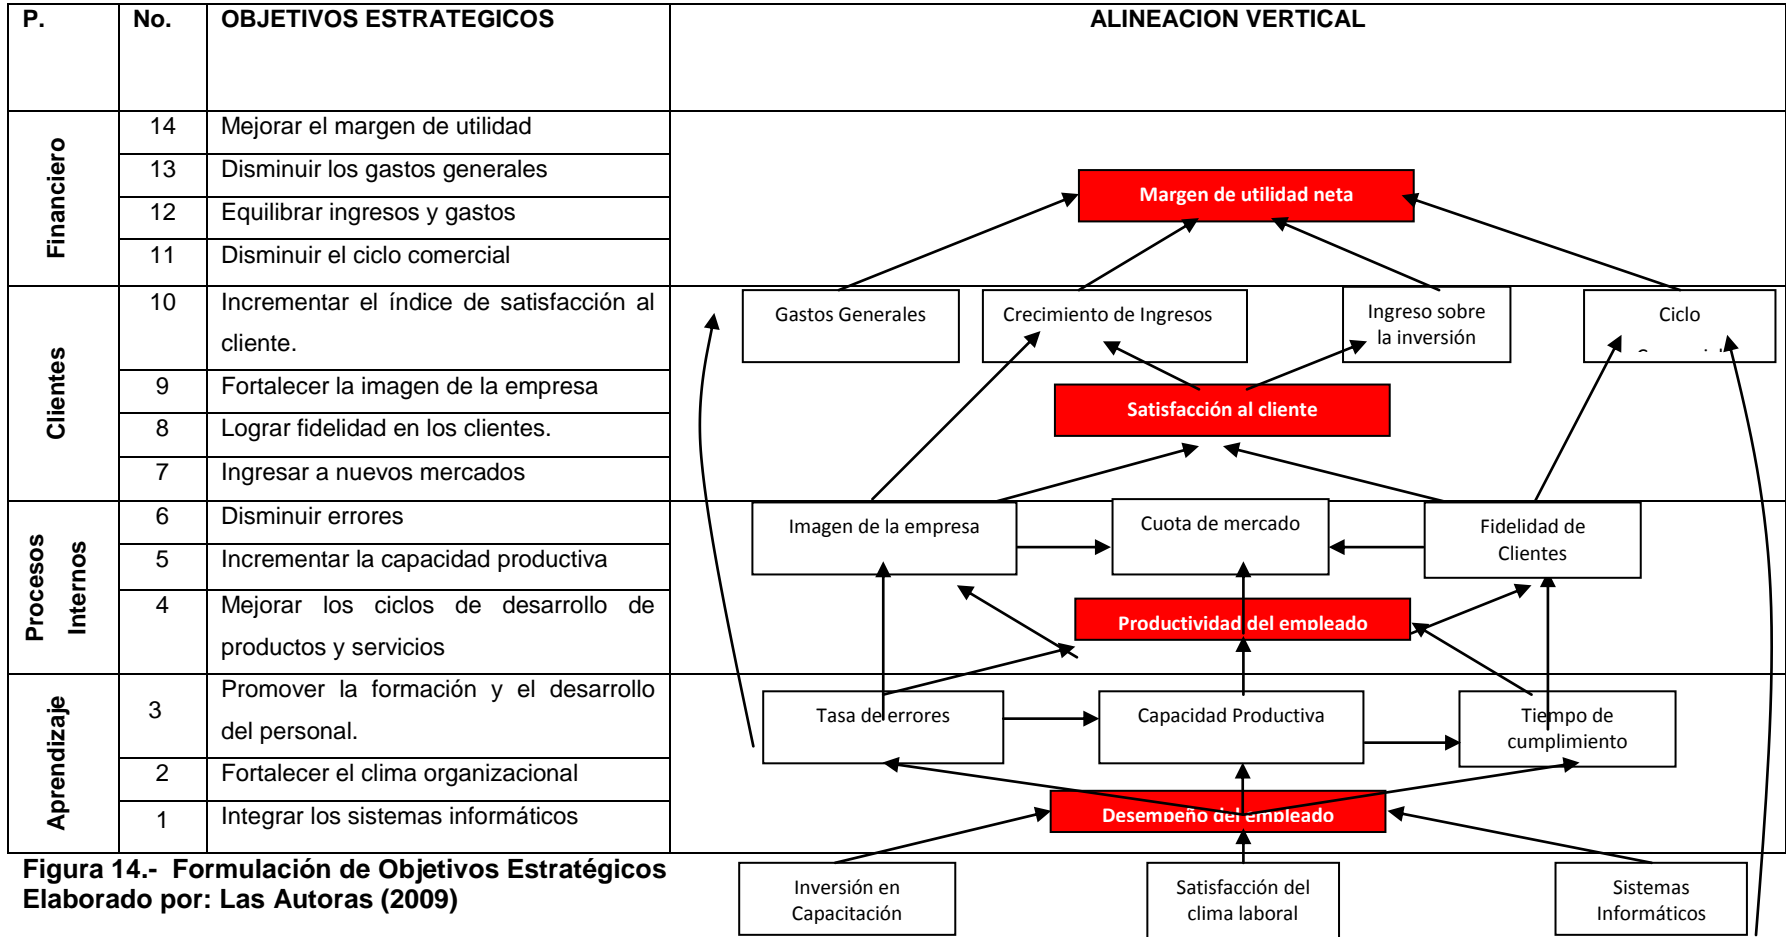 P. No. OBJETIVOS ESTRATEGICOS ALINEACION VERTICAL
Financiero
14 Mejorar el margen de utilidad
13 Disminuir los gastos generales
12 Equilibrar ingresos y gastos
11 Disminuir el ciclo comercial
Clientes
10 Incrementar el índice de satisfacción al
cliente.
9 Fortalecer la imagen de la empresa
8 Lograr fidelidad en los clientes.
7 Ingresar a nuevos mercados
Procesos
Internos
6 Disminuir errores
5 Incrementar la capacidad productiva
4 Mejorar los ciclos de desarrollo de
productos y servicios
Aprendizaje
3 Promover la formación y el desarrollo
del personal.
2 Fortalecer el clima organizacional
1 Integrar los sistemas informáticos
Margen de utilidad neta
Gastos Generales
Crecimiento de Ingresos
Ingreso sobre
la inversión
Ciclo
Satisfacción al cliente
Imagen de la empresa
Cuota de mercado
Fidelidad de
Clientes
Productividad del empleado
Tasa de errores
Capacidad Productiva
Tiempo de
cumplimiento
Desempeño del empleado
Inversión en
Capacitación
Satisfacción del
clima laboral
Sistemas
Informáticos
Figura 14.- Formulación de Objetivos Estratégicos
Elaborado por: Las Autoras (2009)